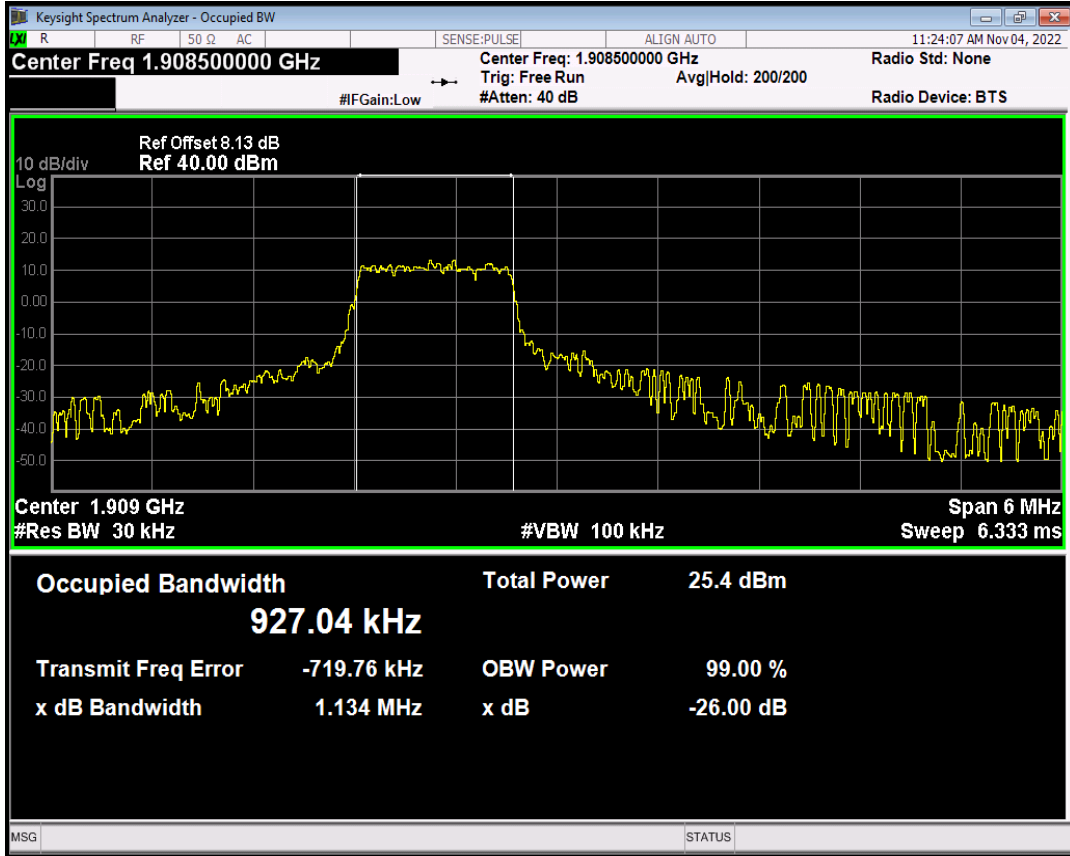 Keysight Spectrum Analyzer - Occupied BW
LXI R RF 50 Ω AC SENSE:PULSE ALIGN AUTO 11:24:07 AM Nov 04, 2022
Center Freq 1.908500000 GHz
Center Freq: 1.908500000 GHz
Radio Std: None
Trig: Free Run Avg|Hold: 200/200
#IFGain:Low #Atten: 40 dB Radio Device: BTS
Ref Offset 8.13 dB
10 dB/div Ref 40.00 dBm
Log
30.0
20.0
10.0
0.00
-10.0
-20.0
-30.0
-40.0
-50.0
Center 1.909 GHz Span 6 MHz
#Res BW 30 kHz #VBW 100 kHz Sweep 6.333 ms
Occupied Bandwidth Total Power 25.4 dBm
927.04 kHz
Transmit Freq Error -719.76 kHz OBW Power 99.00 %
x dB Bandwidth 1.134 MHz x dB -26.00 dB
MSG STATUS